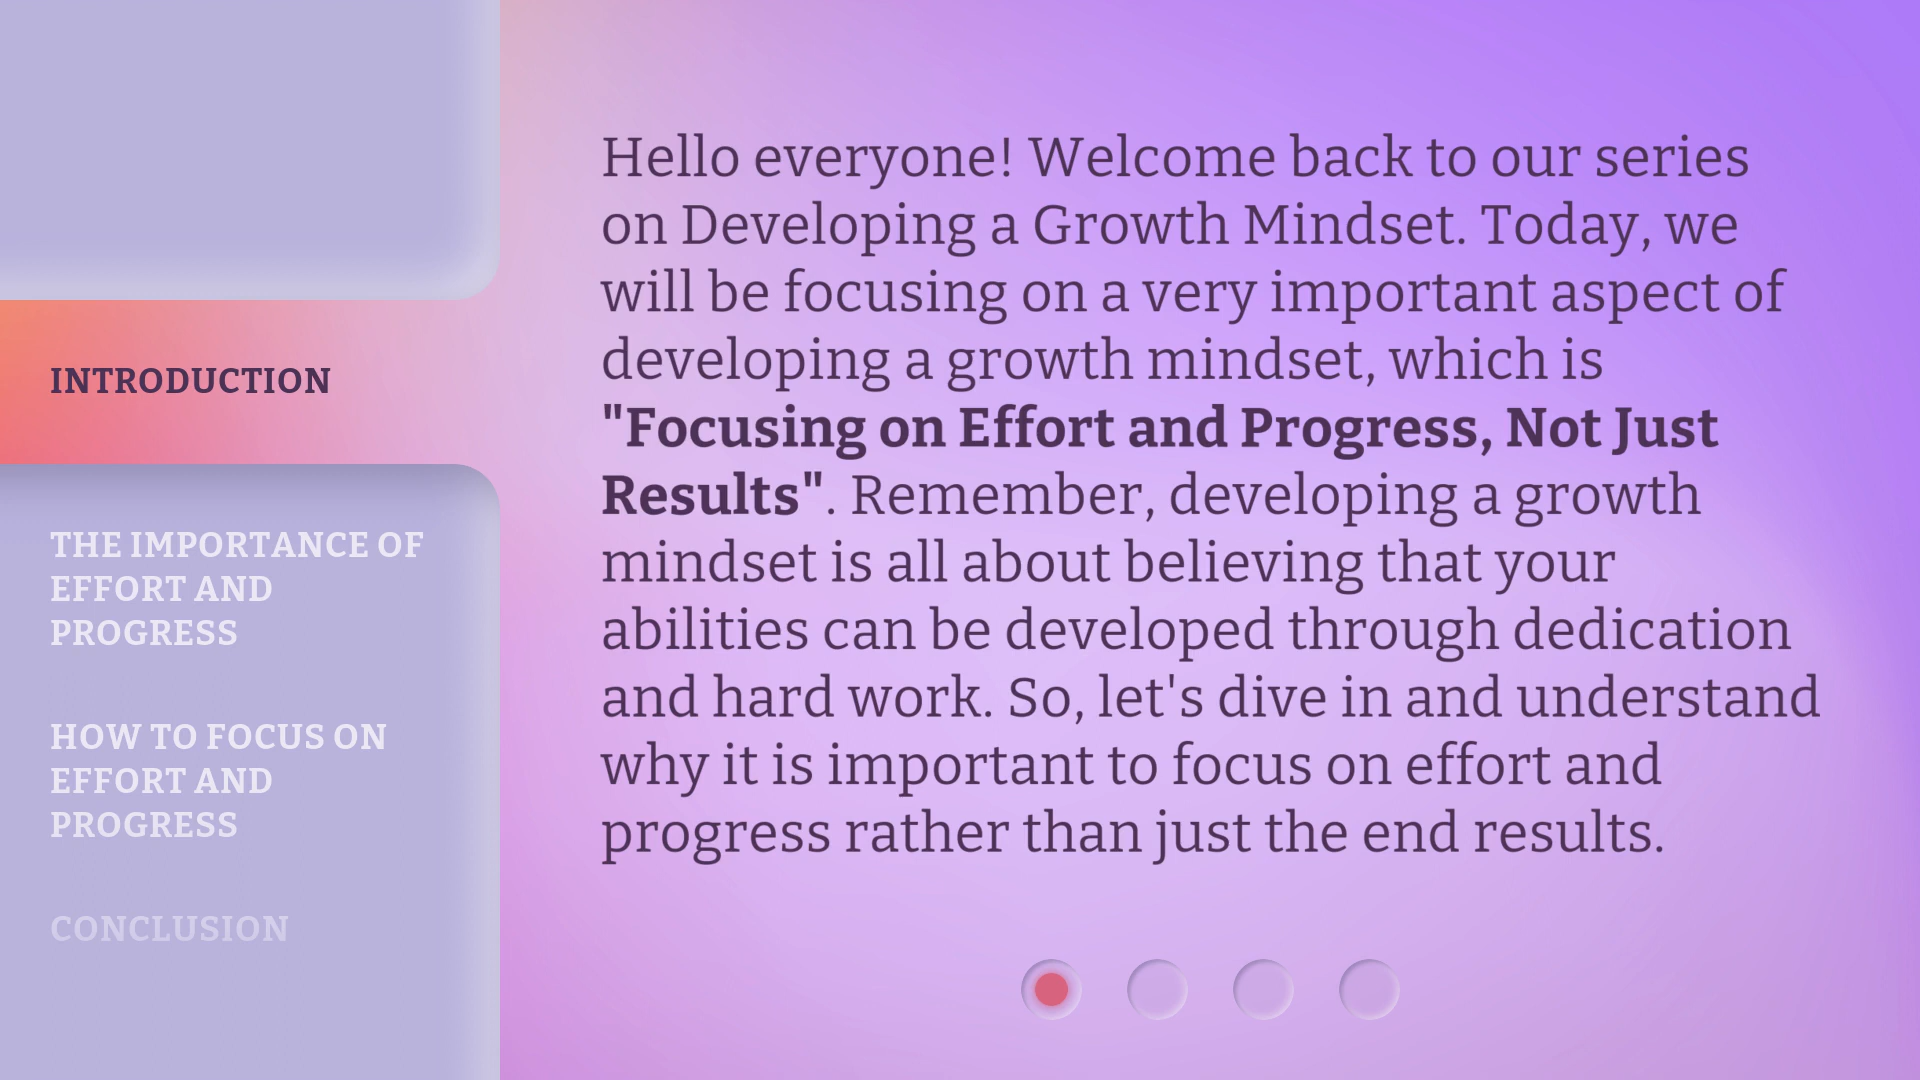 INTRODUCTION
THE IMPORTANCE OF
EFFORT AND
PROGRESS
HOW TO FOCUS ON
EFFORT AND
PROGRESS
CONCLUSION
Hello everyone! Welcome back to our series
on Developing a Growth Mindset. Today, we
will be focusing on a very important aspect of
developing a growth mindset, which is
"Focusing on Effort and Progress, Not Just
Results". Remember, developing a growth
mindset is all about believing that your
abilities can be developed through dedication
and hard work. So, let's dive in and understand
why it is important to focus on effort and
progress rather than just the end results.